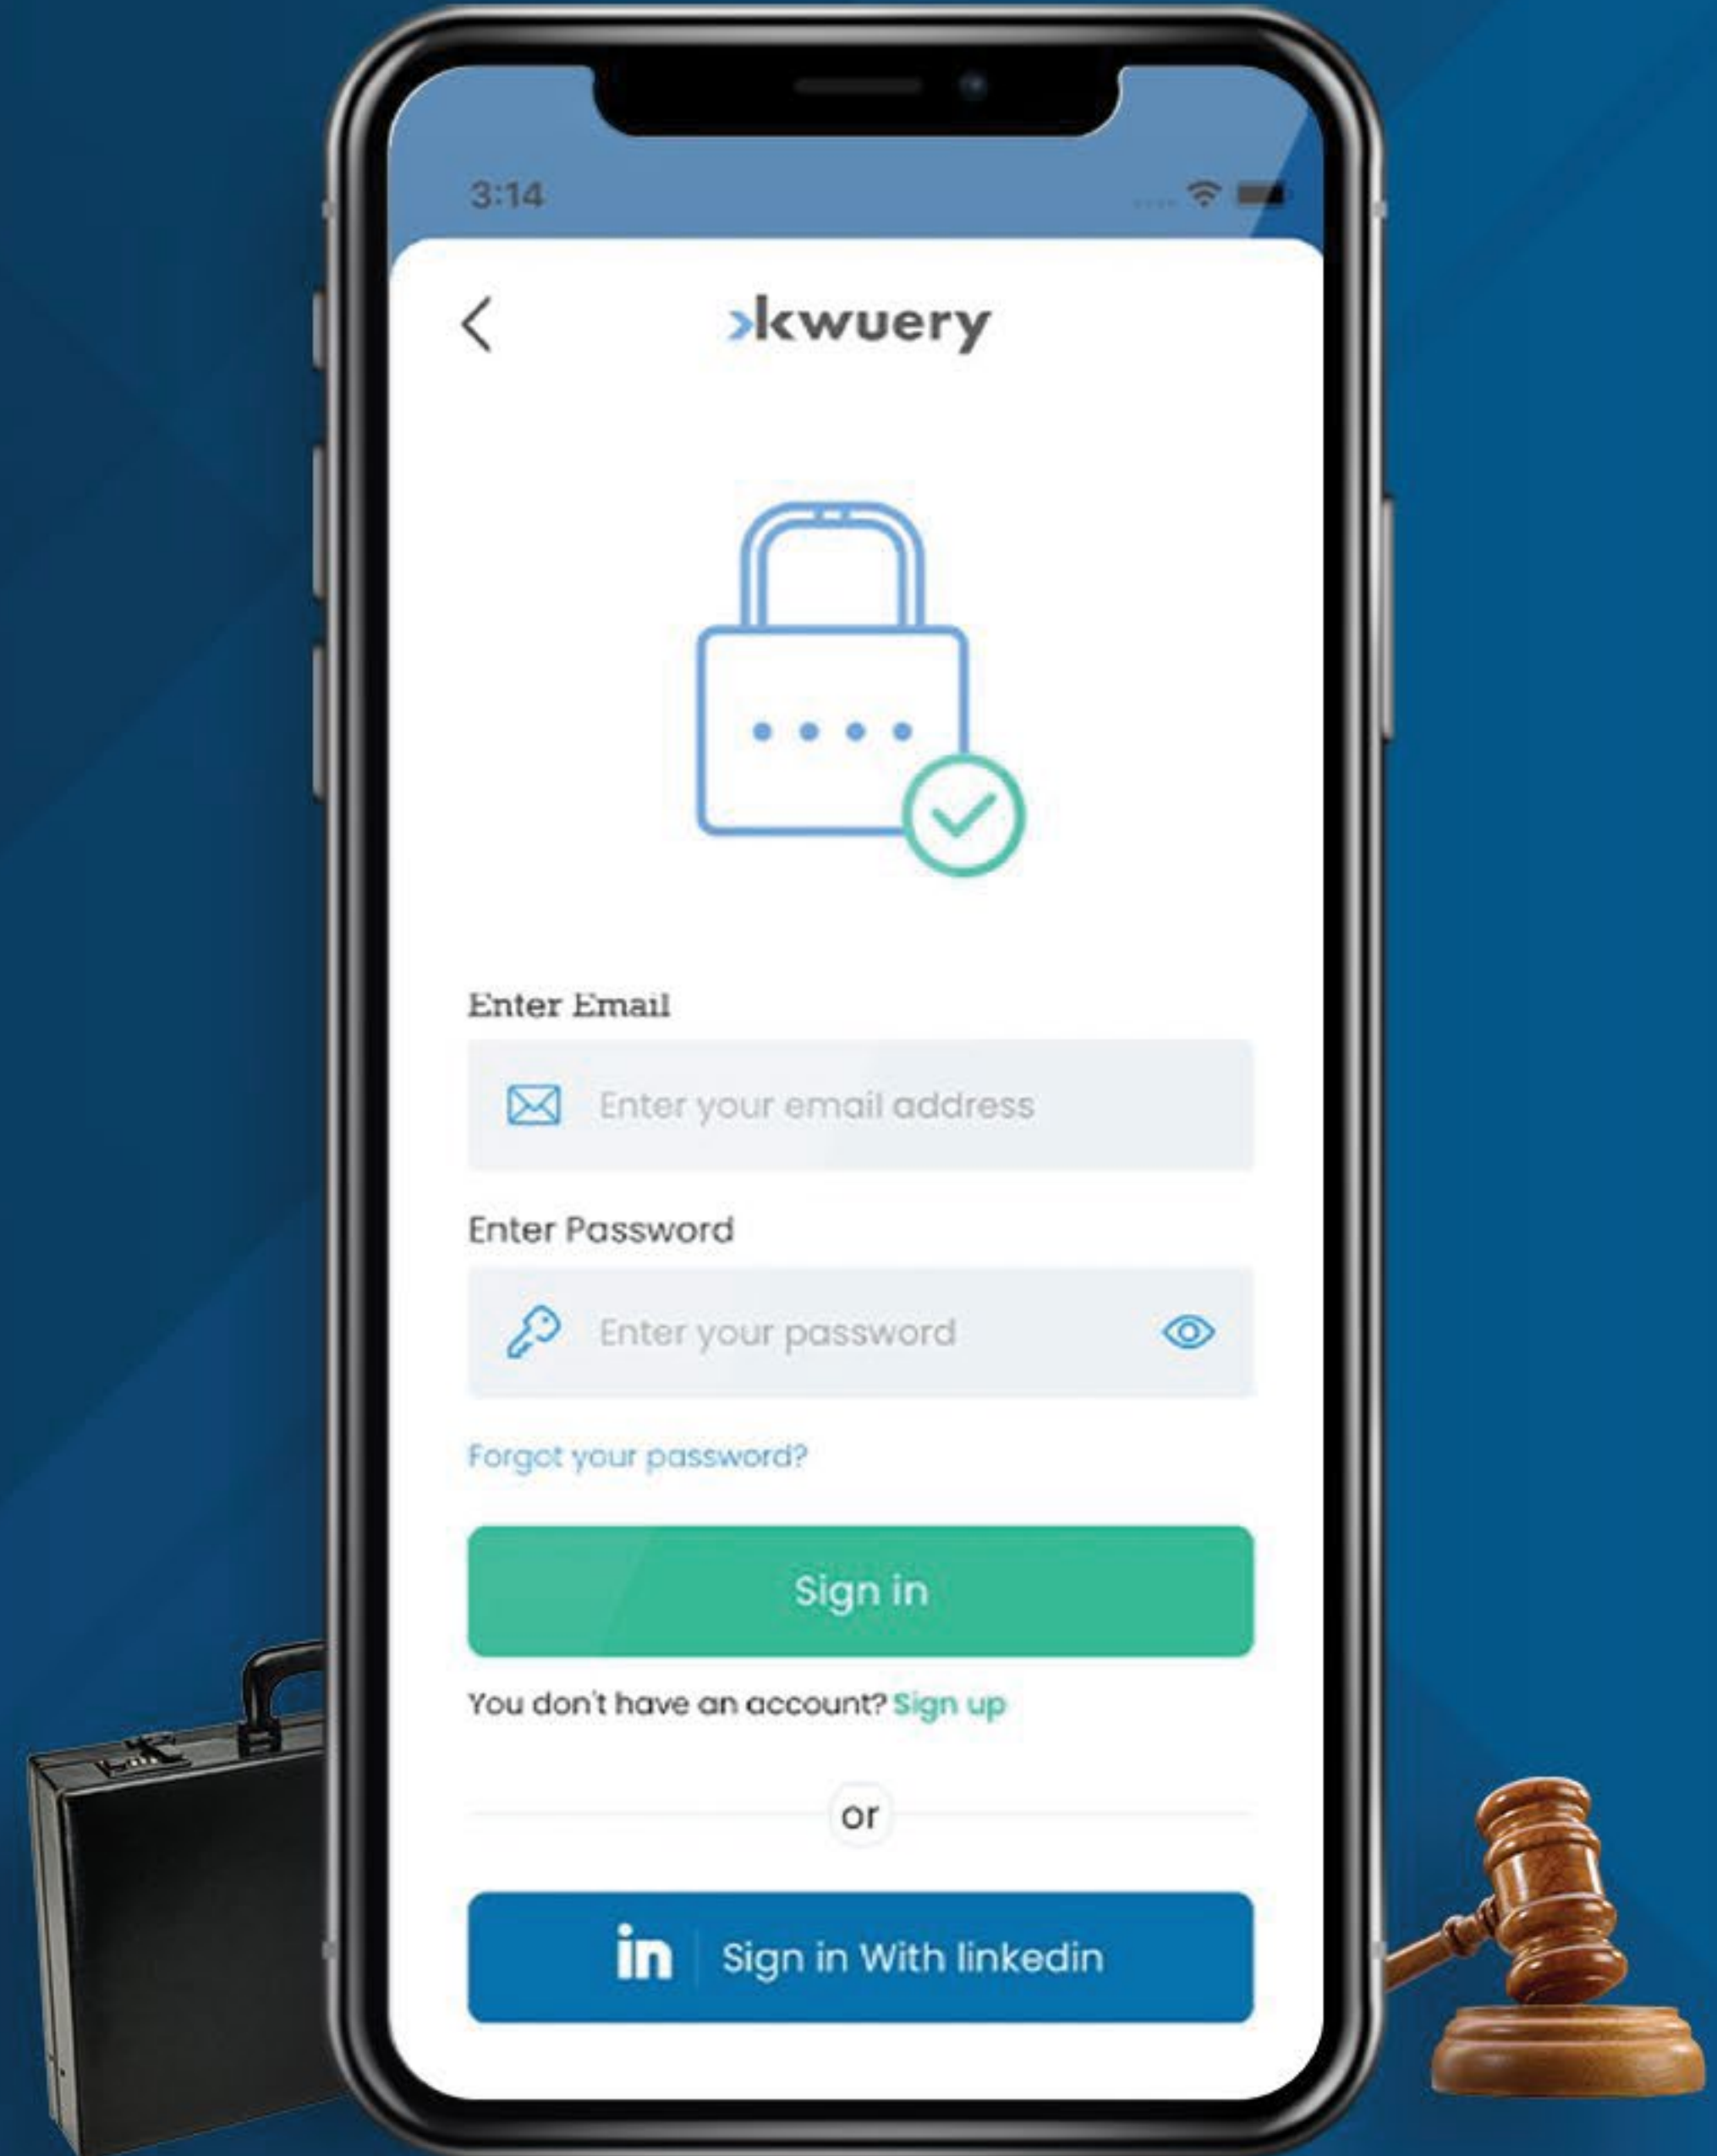 3:14
kwuery
Enter Email
Enter your email address
Enter Password
Enter your password
Forgot your password?
Sign in
You don't have an account? Sign up
or
in Sign in With linkedin